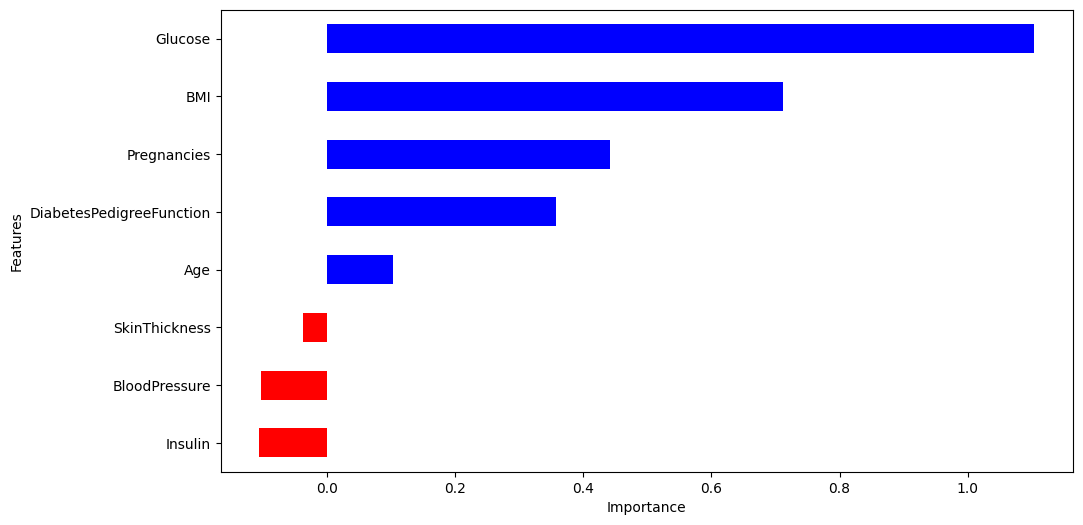 Glucose
BMI
Pregnancies
DiabetesPedigreeFunction
Age
SkinThickness
BloodPressure
Insulin
Features
0.0 0.2 0.4 0.6 0.8 1.0
Importance